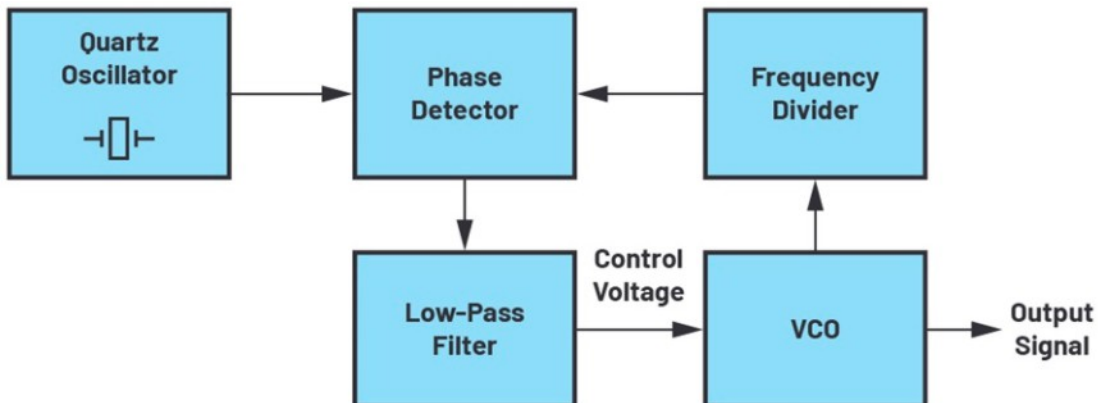 Quartz
Oscillator
Phase
Detector
Frequency
Divider
Low-Pass
Filter
Control
Voltage
VCO
Output
Signal